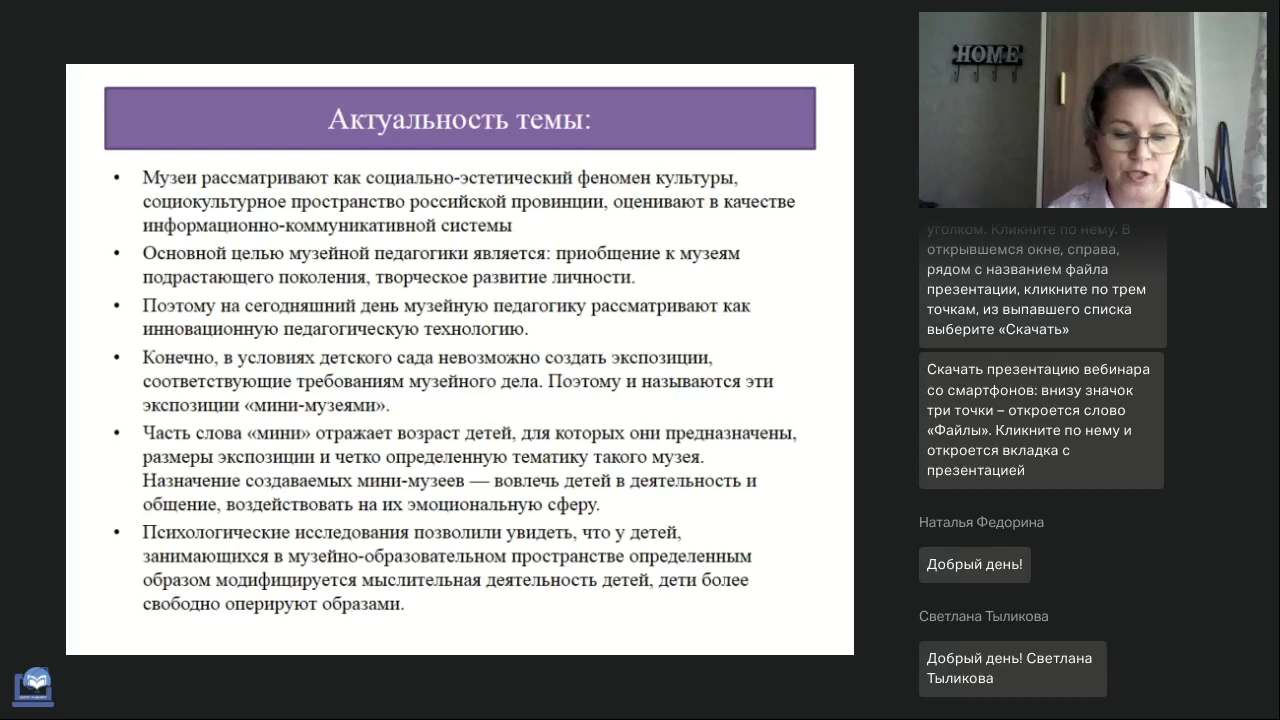 Актуальность темы:
• Музеи рассматривают как социально-эстетический феномен культуры,
социокультурное пространство российской провинции, оценивают в качестве
информационно-коммуникативной системы
• Основной целью музейной педагогики является: приобщение к музеям
подрастающего поколения, творческое развитие личности.
• Поэтому на сегодняшний день музейную педагогику рассматривают как
инновационную педагогическую технологию.
• Конечно, в условиях детского сада невозможно создать экспозиции,
соответствующие требованиям музейного дела. Поэтому и называются эти
экспозиции «мини-музеями».
• Часть слова «мини» отражает возраст детей, для которых они предназначены,
размеры экспозиции и четко определенную тематику такого музея.
Назначение создаваемых мини-музеев — вовлечь детей в деятельность и
общение, воздействовать на их эмоциональную сферу.
• Психологические исследования позволили увидеть, что у детей,
занимающихся в музейно-образовательном пространстве определенным
образом модифицируется мыслительная деятельность детей, дети более
свободно оперируют образами.
HOME
уголком. Кликните по нему. В
открывшемся окне, справа,
рядом с названием файла
презентации, кликните по трем
точкам, из выпавшего списка
выберите «Скачать»
Скачать презентацию вебинара
со смартфонов: внизу значок
три точки – откроется слово
«Файлы». Кликните по нему и
откроется вкладка с
презентацией
Наталья Федорина
Добрый день!
Светлана Тыликова
Добрый день! Светлана
Тыликова